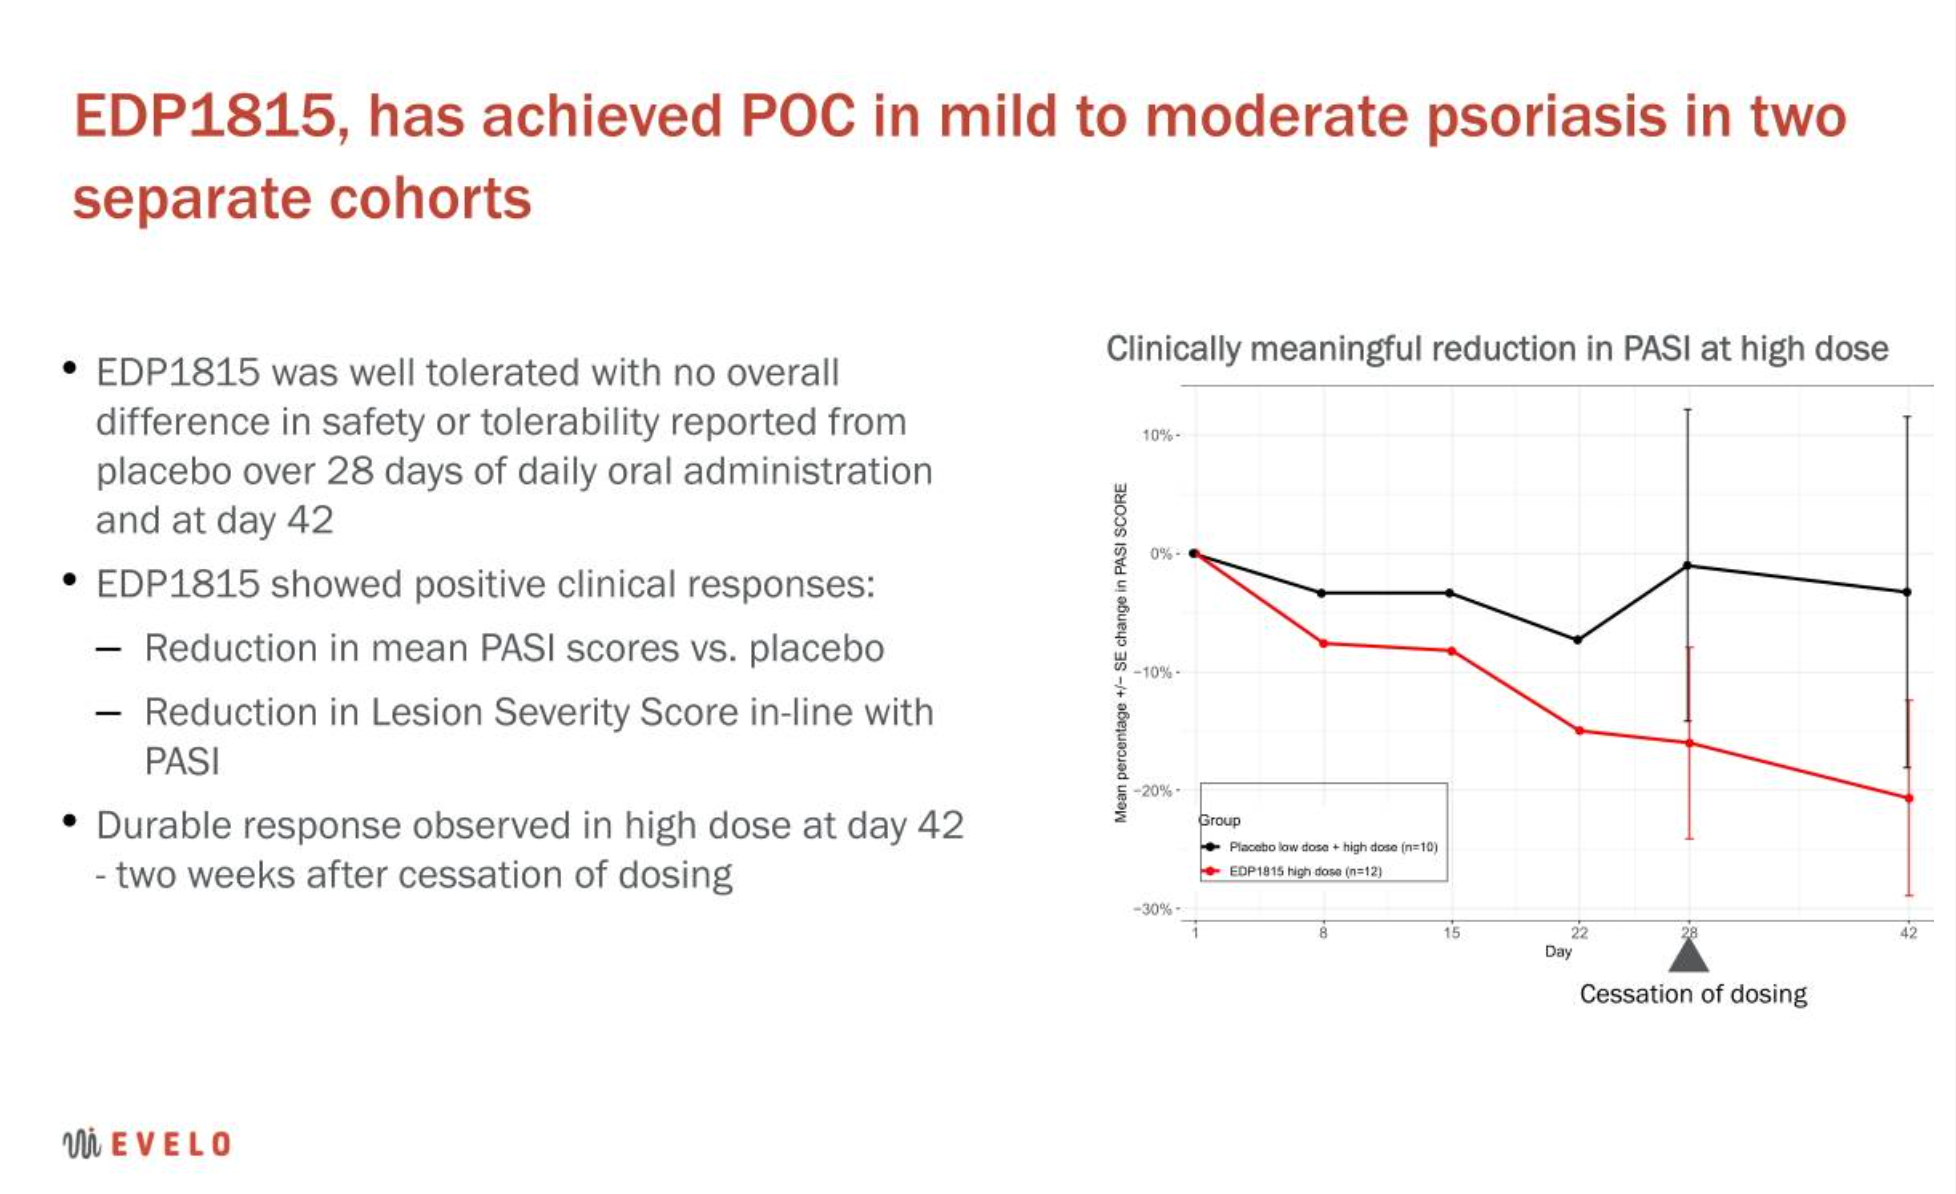 EDP1815, has achieved POC in mild to moderate psoriasis in two
separate cohorts
• EDP1815 was well tolerated with no overall
difference in safety or tolerability reported from
placebo over 28 days of daily oral administration
and at day 42
• EDP1815 showed positive clinical responses:
– Reduction in mean PASI scores vs. placebo
– Reduction in Lesion Severity Score in-line with
PASI
• Durable response observed in high dose at day 42
- two weeks after cessation of dosing
Clinically meaningful reduction in PASI at high dose
Mean percentage +/− SE change in PASI SCORE
10%
0%
−10%
−20%
−30%
Group
Placebo low dose + high dose (n=10)
EDP1815 high dose (n=12)
1 8 15 22 28 42
Day
Cessation of dosing
EVELO